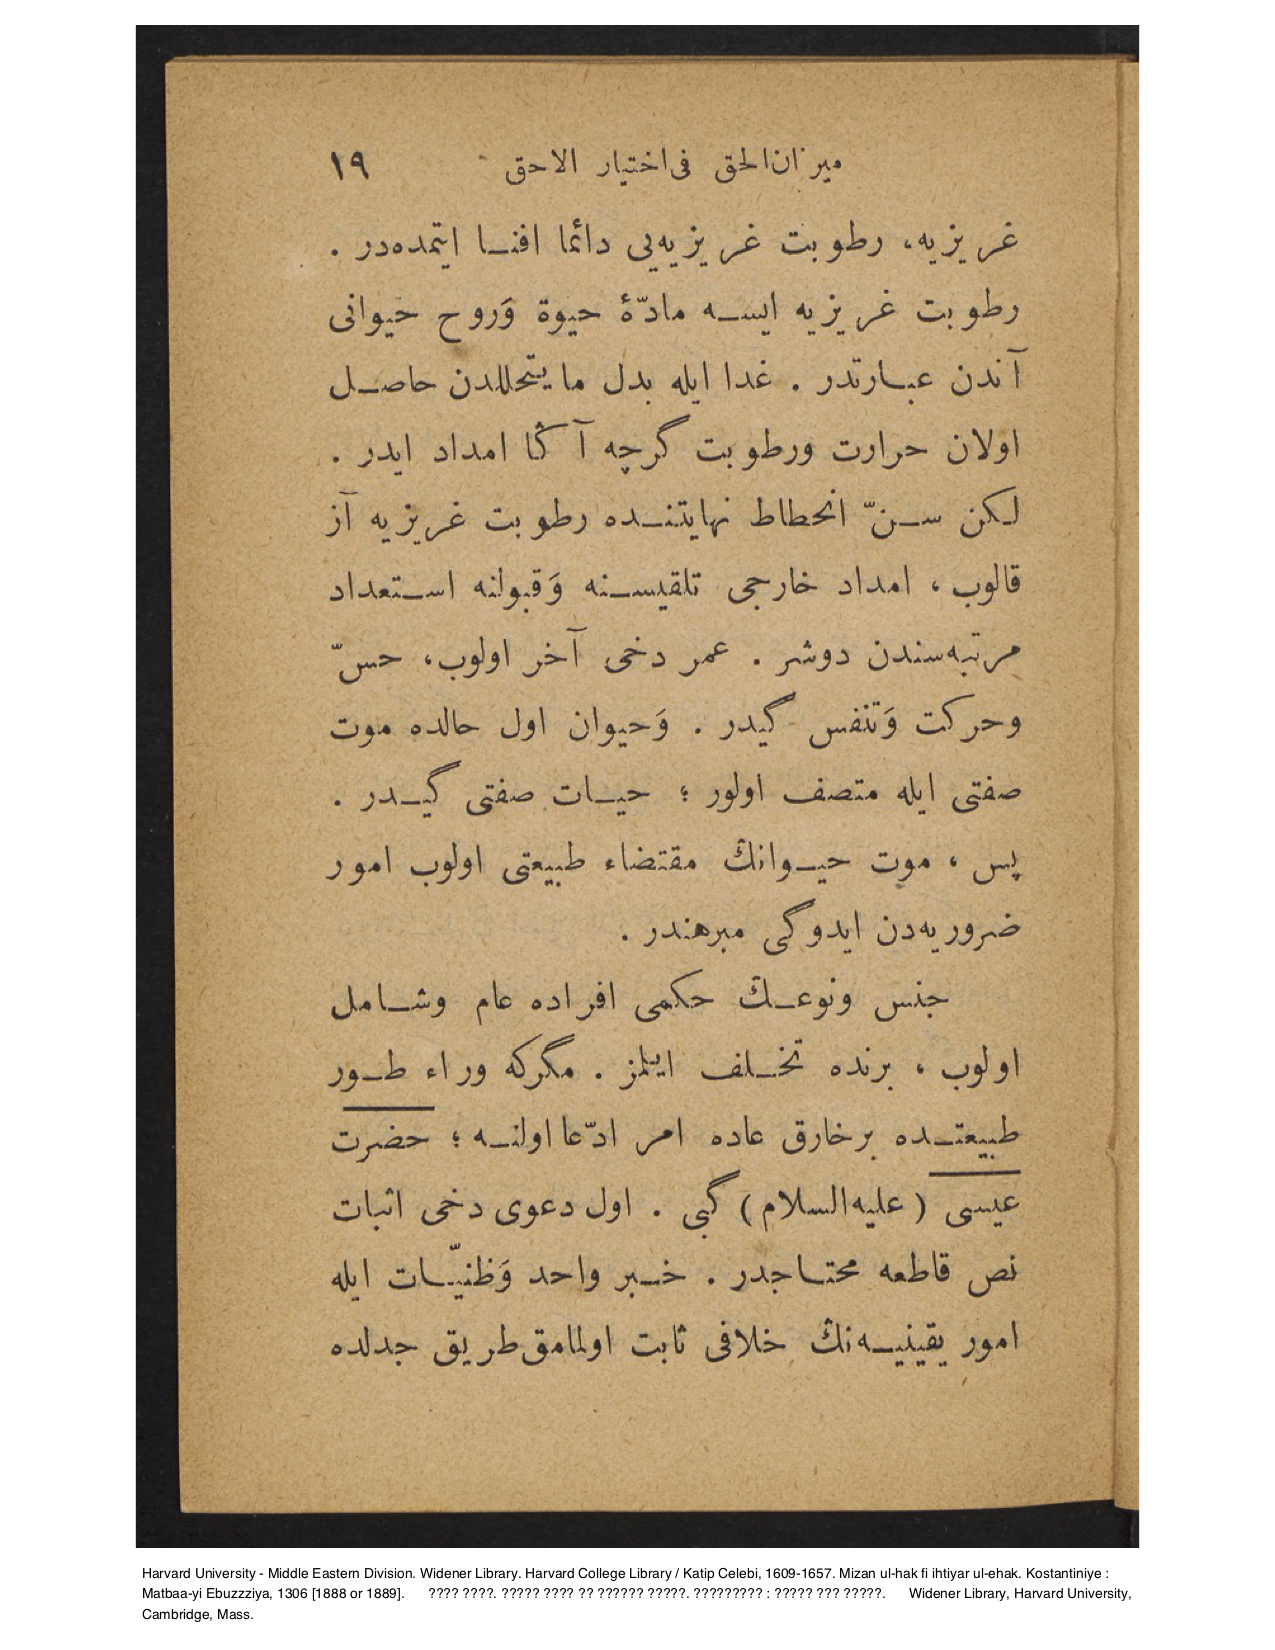 ميزان الحق فى اختيار الاحق ١٩
غريزيه، رطوبت غريزيه‌يى دائما افنا ايتمده‌در .
رطوبت غريزيه ايسه مادّۀ حيوة وَروح حيوانى
آندن عبارتدر . غدا ايله بدل ما يتحللدن حاصل
اولان حرارت ورطوبت گرچه آڭا امداد ايدر .
لكن سنّ انحطاط نهايتنده رطوبت غريزيه آز
قالوب ، امداد خارجى تلقيسنه وَقبولنه استعداد
مرتبه‌سندن دوشر . عمر دخى آخر اولوب، حسّ
وحركت وَتنفس گيدر . وَحيوان اول حالده موت
صفتى ايله متصف اولور ؛ حيات صفتى گيدر .
پس ، موت حيوانڭ مقتضاء طبيعتى اولوب امور
ضروريه‌دن ايدوگى مبرهندر .
جنس ونوعڭ حكمى افراده عام وشامل
اولوب ، برنده تخلف ايلمز . مگركه وراء طور
طبيعتده برخارق عاده امر ادّعا اولنه ؛ حضرت
عيسى ( عليه السلام ) گبى . اول دعوى دخى اثبات
نص قاطعه محتاجدر . خبر واحد وَظنيّات ايله
امور يقينيه‌نڭ خلافى ثابت اولمامق طريق جدلده
Harvard University - Middle Eastern Division. Widener Library. Harvard College Library / Katip Celebi, 1609-1657. Mizan ul-hak fi ihtiyar ul-ehak. Kostantiniye :
Matbaa-yi Ebuzzziya, 1306 [1888 or 1889]. ???? ????. ????? ???? ?? ?????? ?????. ????????? : ????? ??? ?????. Widener Library, Harvard University,
Cambridge, Mass.